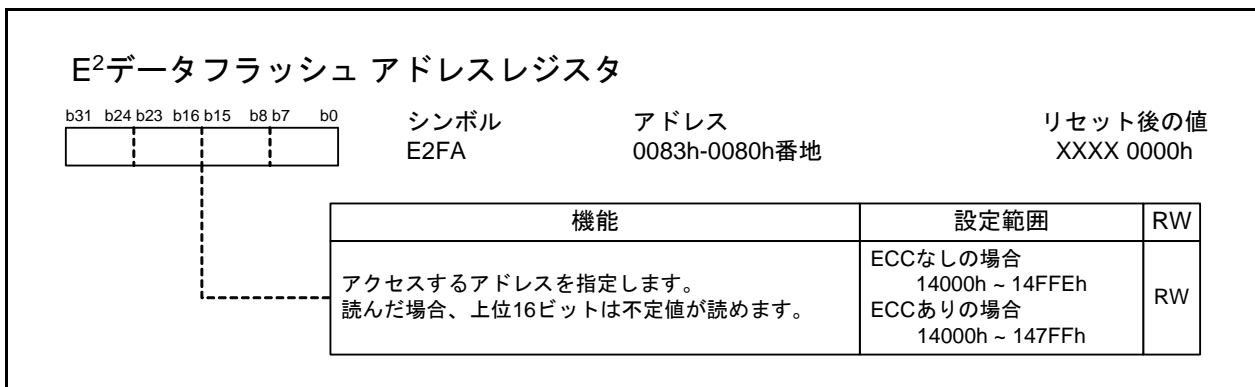 E²データフラッシュ アドレスレジスタ
b31 b24 b23 b16 b15 b8 b7 b0
シンボル アドレス リセット後の値
E2FA 0083h-0080h番地 XXXX 0000h
機能 設定範囲 RW
アクセスするアドレスを指定します。
読んだ場合、上位16ビットは不定値が読めます。
ECCなしの場合
14000h ~ 14FFEh
ECCありの場合
14000h ~ 147FFh
RW